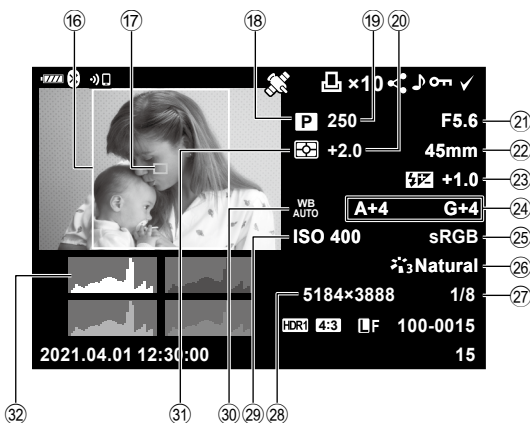 ⑯ ⑰ ⑱ ⑲ ⑳
×10
P 250 F5.6 ㉑
+2.0 45mm ㉒
+1.0 ㉓
WB AUTO A+4 G+4 ㉔
ISO 400 sRGB ㉕
3 Natural ㉖
5184×3888 1/8 ㉗
HDR1 4:3 LF 100-0015
2021.04.01 12:30:00 15
㉜ ㉛ ㉚ ㉙ ㉘